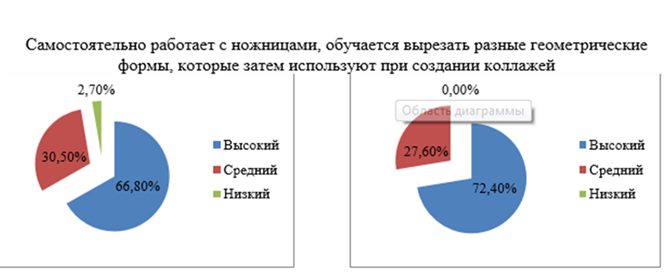 Самостоятельно работает с ножницами, обучается вырезать разные геометрические
формы, которые затем используют при создании коллажей
2,70%
30,50%
66,80%
Высокий
Средний
Низкий
0,00%
Область диаграммы
27,60%
72,40%
Высокий
Средний
Низкий